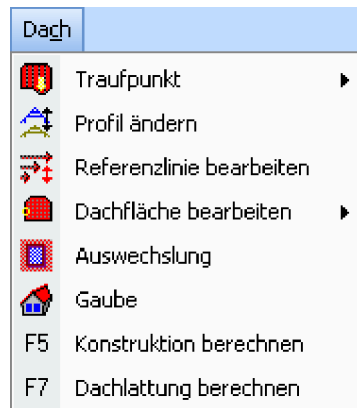 Dach
Traufpunkt
Profil ändern
Referenzlinie bearbeiten
Dachfläche bearbeiten
Auswechslung
Gaube
F5 Konstruktion berechnen
F7 Dachlattung berechnen